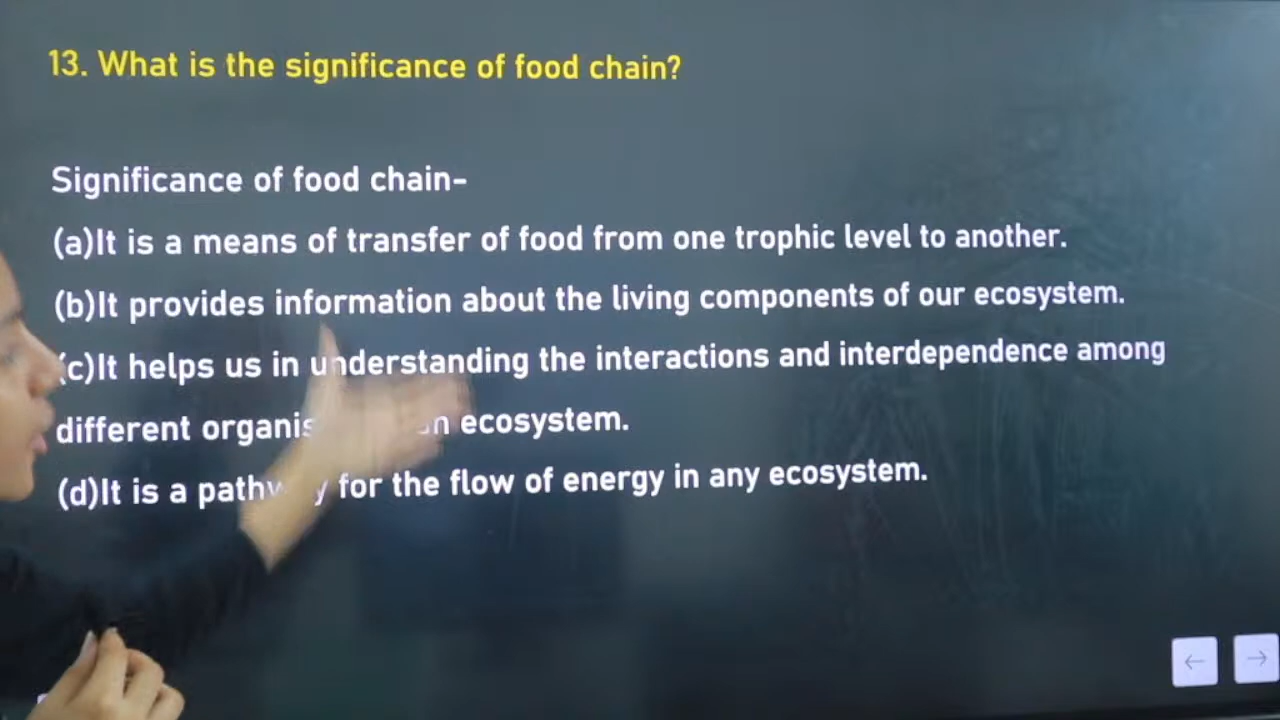 13. What is the significance of food chain?
Significance of food chain-
(a)It is a means of transfer of food from one trophic level to another.
(b)It provides information about the living components of our ecosystem.
(c)It helps us in understanding the interactions and interdependence among
different ecosystem.
(d)It is a pathway for the flow of energy in any ecosystem.